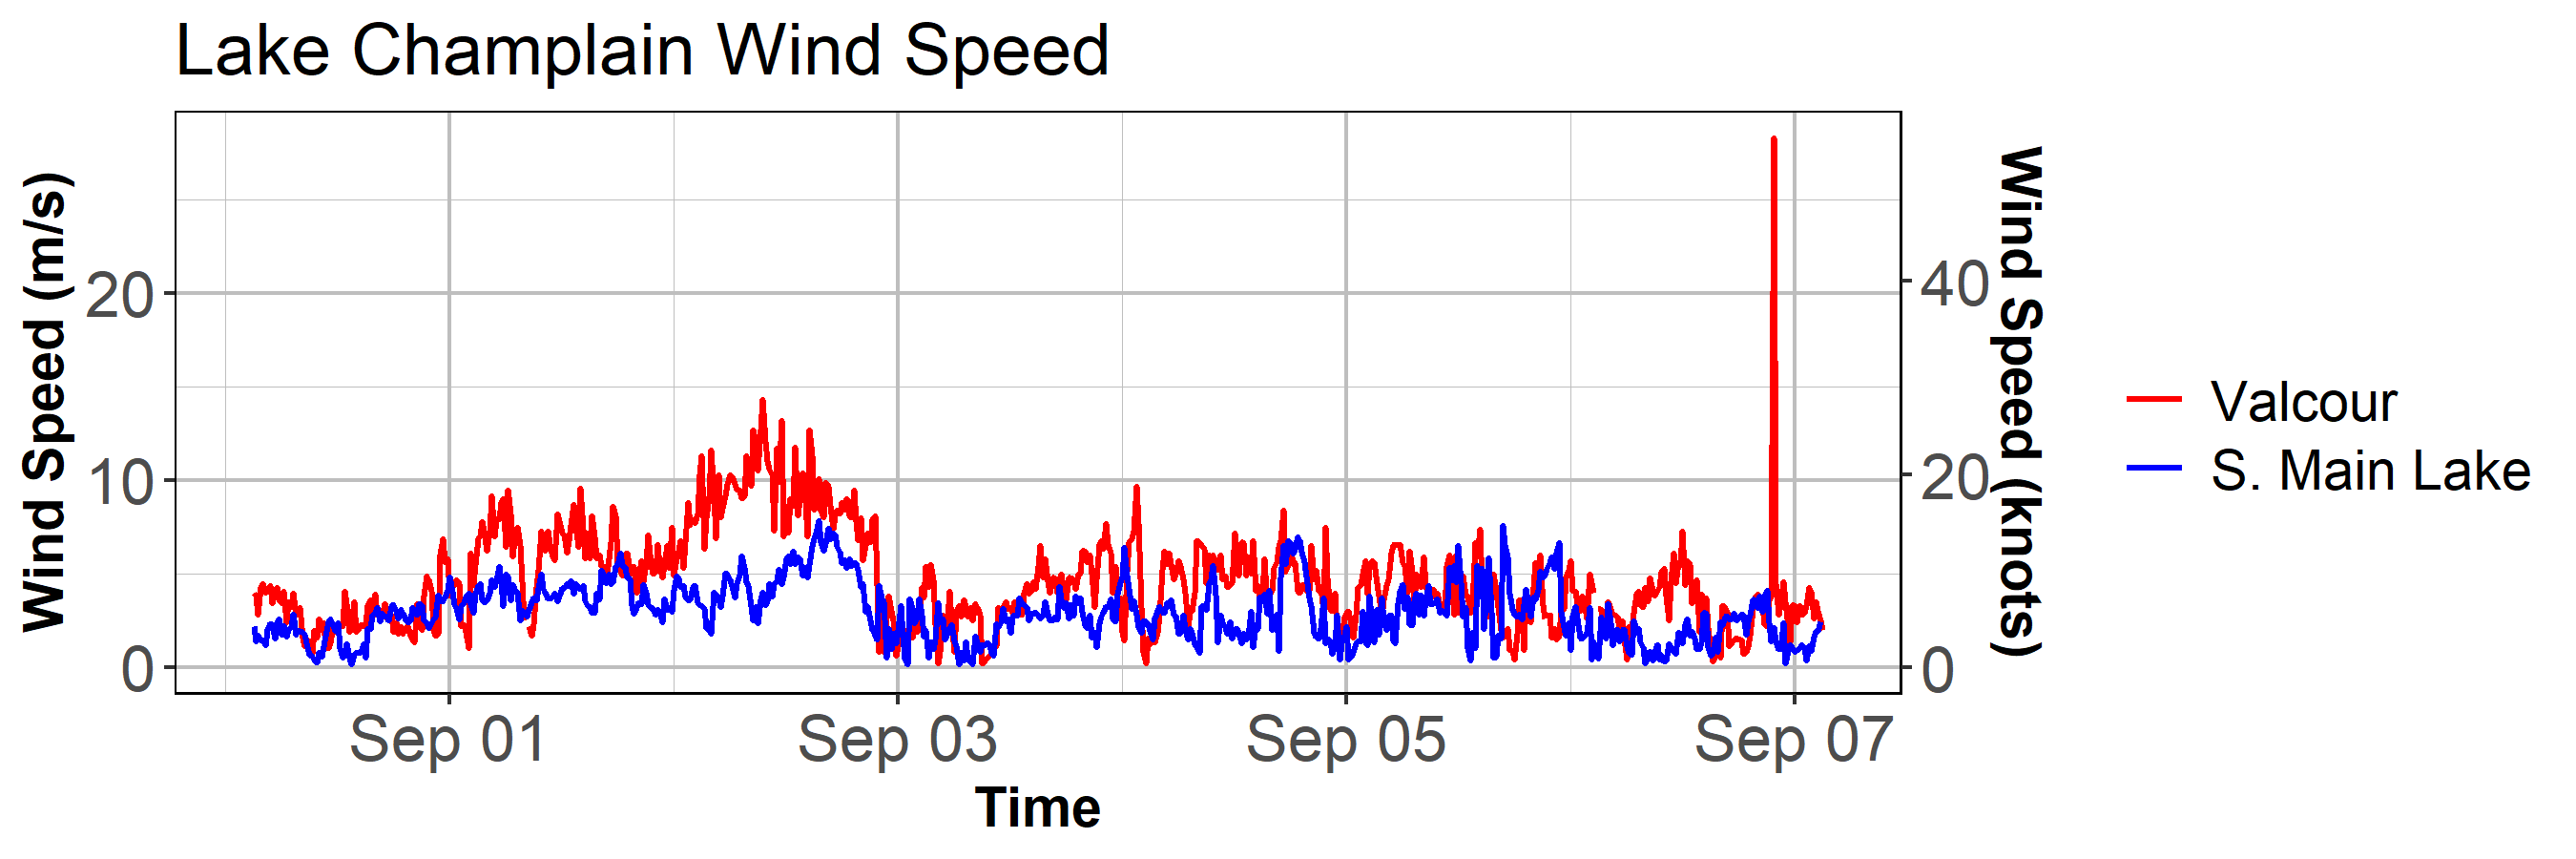 Lake Champlain Wind Speed
Wind Speed (m/s)
20
10
0
40
20
0
Wind Speed (knots)
Sep 01
Sep 03
Sep 05
Sep 07
Time
Valcour
S. Main Lake